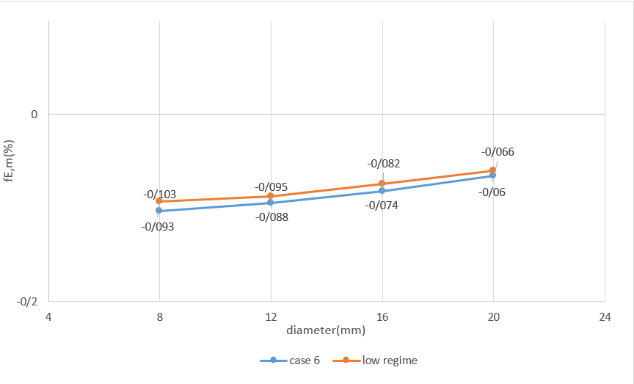 0
-0/066
-0/082
-0/095
-0/103
fE,m(%)
-0/06
-0/074
-0/088
-0/093
-0/2
4 8 12 16 20 24
diameter(mm)
case 6 low regime